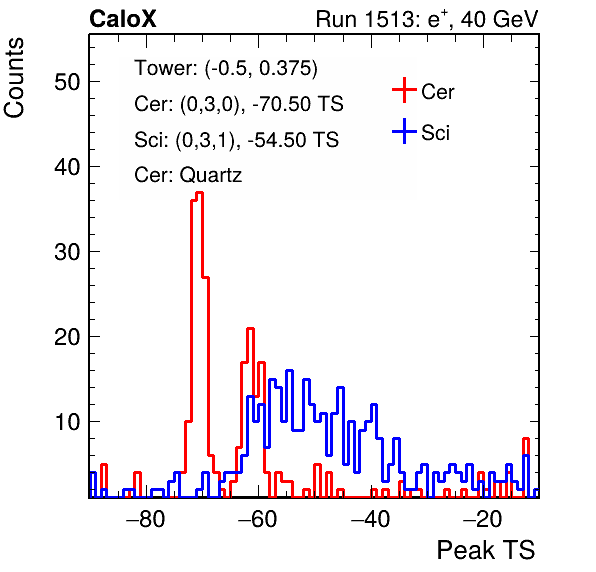 CaloX Run 1513: e⁺, 40 GeV
Counts
Tower: (-0.5, 0.375)
Cer: (0,3,0), -70.50 TS
Sci: (0,3,1), -54.50 TS
Cer: Quartz
Cer
Sci
50
40
30
20
10
−80 −60 −40 −20
Peak TS